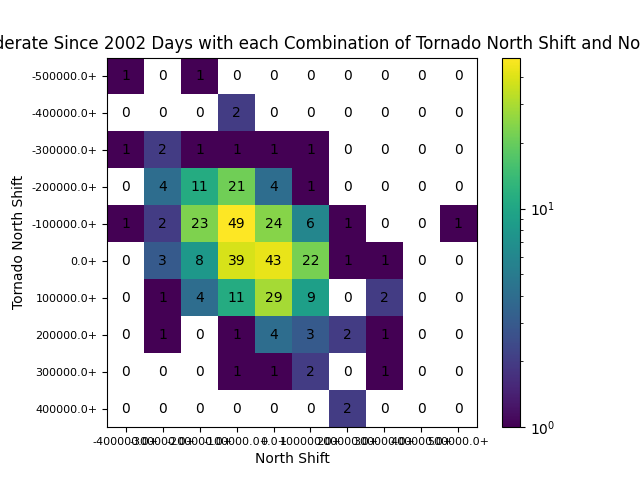 derate Since 2002 Days with each Combination of Tornado North Shift and No
Tornado North Shift
-500000.0+ 1 0 1 0 0 0 0 0 0 0
-400000.0+ 0 0 0 2 0 0 0 0 0 0
-300000.0+ 1 2 1 1 1 1 0 0 0 0
-200000.0+ 0 4 11 21 4 1 0 0 0 0
-100000.0+ 1 2 23 49 24 6 1 0 0 1
0.0+ 0 3 8 39 43 22 1 1 0 0
100000.0+ 0 1 4 11 29 9 0 2 0 0
200000.0+ 0 1 0 1 4 3 2 1 0 0
300000.0+ 0 0 0 1 1 2 0 1 0 0
400000.0+ 0 0 0 0 0 0 2 0 0 0
North Shift
10^1
10^0